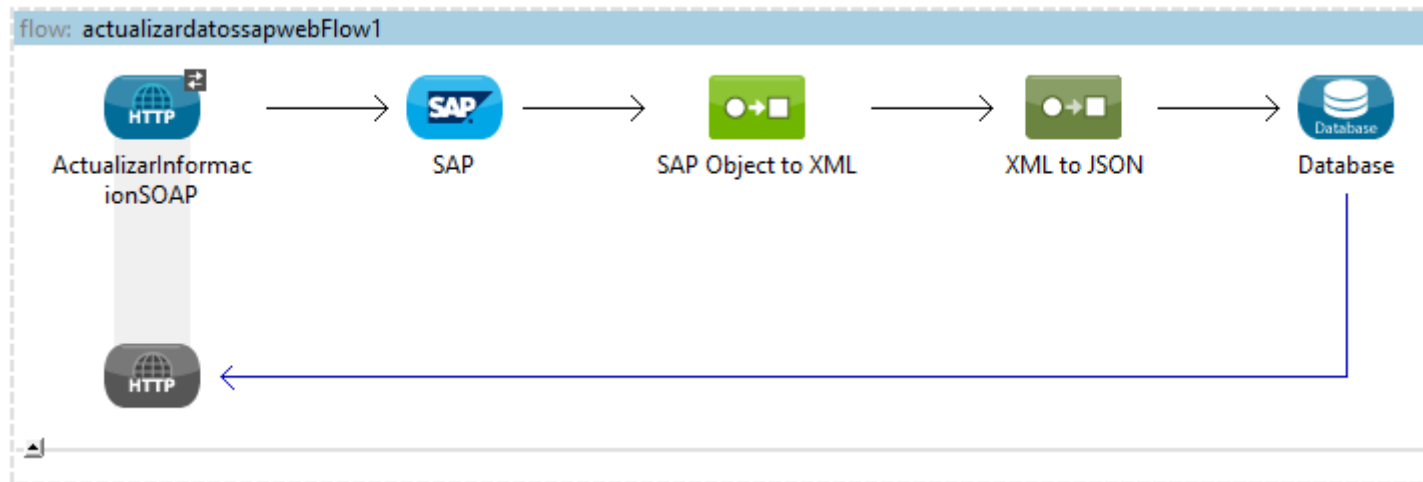 flow: actualizardatossapwebFlow1
HTTP
SAP
Database
ActualizarInformac
ionSOAP
SAP
SAP Object to XML
XML to JSON
Database
HTTP